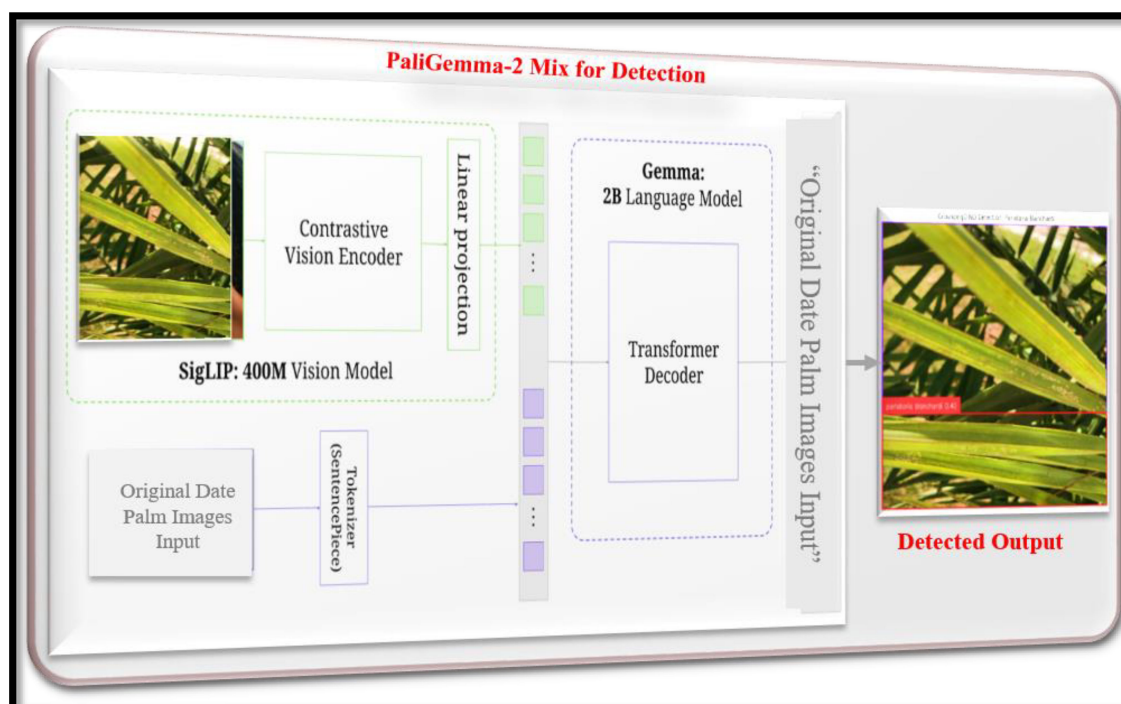 PaliGemma-2 Mix for Detection
Contrastive
Vision Encoder
Linear projection
SigLIP: 400M Vision Model
Original Date
Palm Images
Input
Tokenizer
(SentencePiece)
...
...
Gemma:
2B Language Model
Transformer
Decoder
“Original Date Palm Images Input”
Detected Output